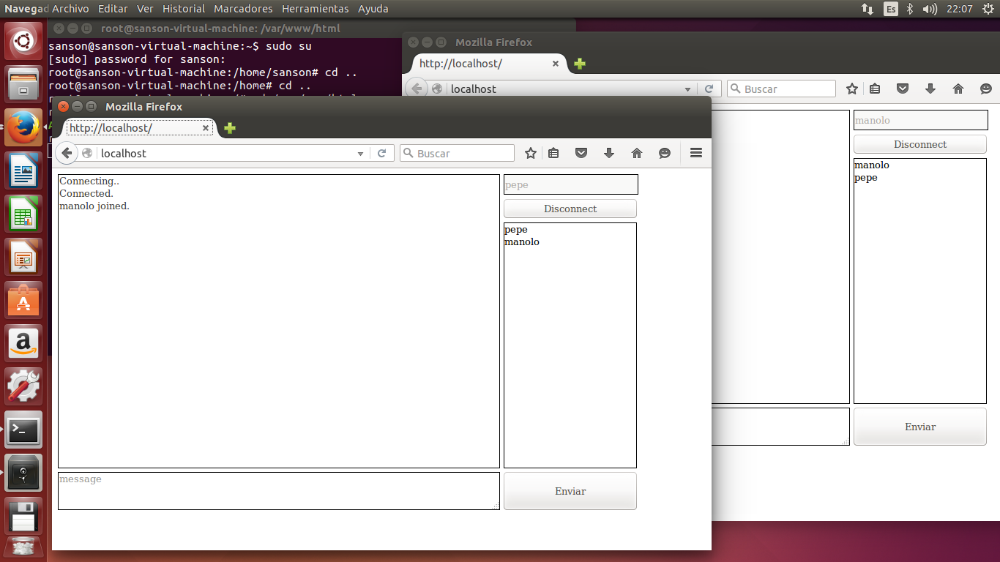 Archivo Editar Ver Historial Marcadores Herramientas Ayuda
Es
22:07
root@sanson-virtual-machine: /var/www/html
sanson@sanson-virtual-machine:~$ sudo su
[sudo] password for sanson:
root@sanson-virtual-machine:/home/sanson# cd ..
root@sanson-virtual-machine:/home# cd ..
Mozilla Firefox
http://localhost/
localhost
Buscar
manolo
Disconnect
manolo
pepe
Enviar
Mozilla Firefox
http://localhost/
localhost
Buscar
Connecting..
Connected.
manolo joined.
pepe
Disconnect
pepe
manolo
message
Enviar